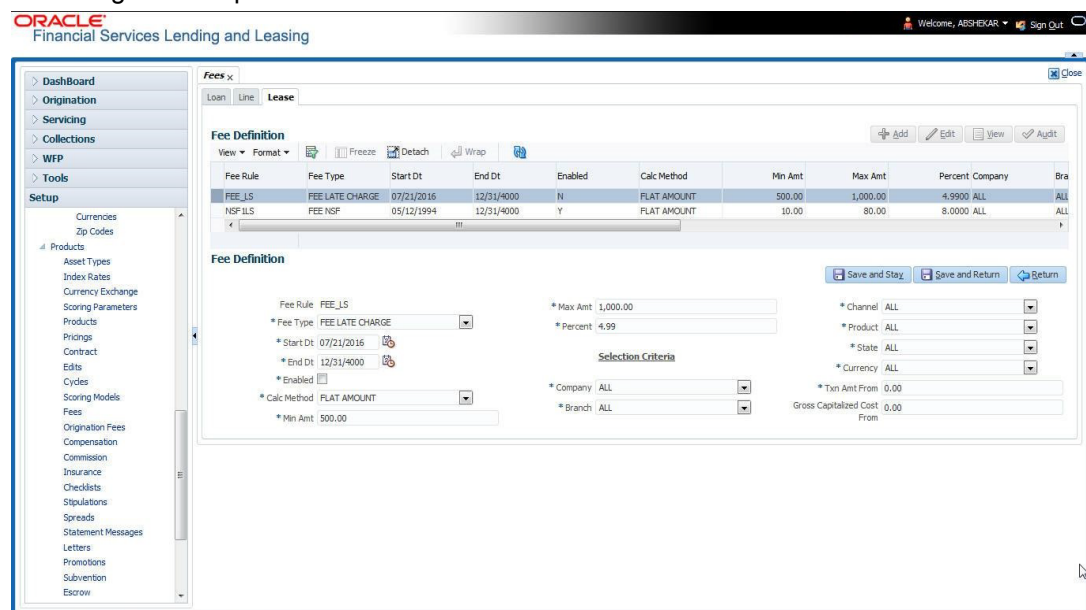 ORACLE
Financial Services Lending and Leasing
Welcome, ABSHEKAR
Sign Out
Close
DashBoard
Origination
Servicing
Collections
WFP
Tools
Setup
Currencies
Zip Codes
Products
Asset Types
Index Rates
Currency Exchange
Scoring Parameters
Products
Pricings
Contract
Edits
Cycles
Scoring Models
Fees
Origination Fees
Compensation
Commission
Insurance
Checklists
Stipulations
Spreads
Statement Messages
Letters
Promotions
Subvention
Escrow
Fees x
Loan Line Lease
Fee Definition
Add Edit View Audit
View Format Freeze Detach Wrap
Fee Rule Fee Type Start Dt End Dt Enabled Calc Method Min Amt Max Amt Percent Company Bra
FEE_LS FEE LATE CHARGE 07/21/2016 12/31/4000 N FLAT AMOUNT 500.00 1,000.00 4.9900 ALL ALL
NSF 1LS FEE NSF 05/12/1994 12/31/4000 Y FLAT AMOUNT 10.00 80.00 8.0000 ALL ALL
Fee Definition
Save and Stay Save and Return Return
Fee Rule FEE_LS
* Fee Type FEE LATE CHARGE
* Start Dt 07/21/2016
* End Dt 12/31/4000
* Enabled
* Calc Method FLAT AMOUNT
* Min Amt 500.00
* Max Amt 1,000.00
* Percent 4.99
Selection Criteria
* Company ALL
* Branch ALL
* Channel ALL
* Product ALL
* State ALL
* Currency ALL
* Txn Amt From 0.00
Gross Capitalized Cost From 0.00